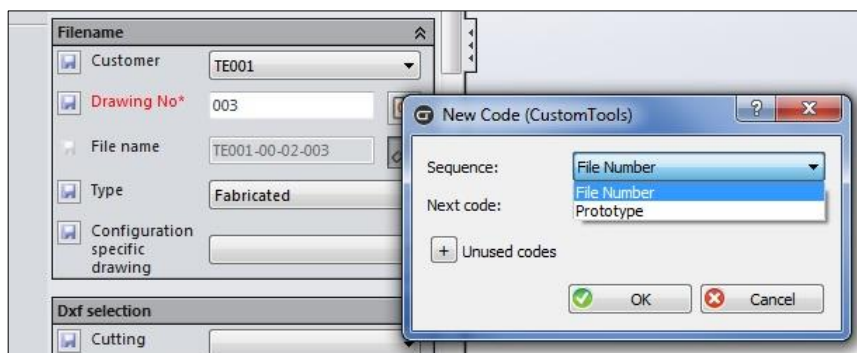 Filename
Customer
TE001
Drawing No*
003
File name
TE001-00-02-003
Type
Fabricated
Configuration
specific
drawing
Dxf selection
Cutting
New Code (CustomTools)
?
X
Sequence:
File Number
File Number
Prototype
Next code:
+ Unused codes
OK
Cancel